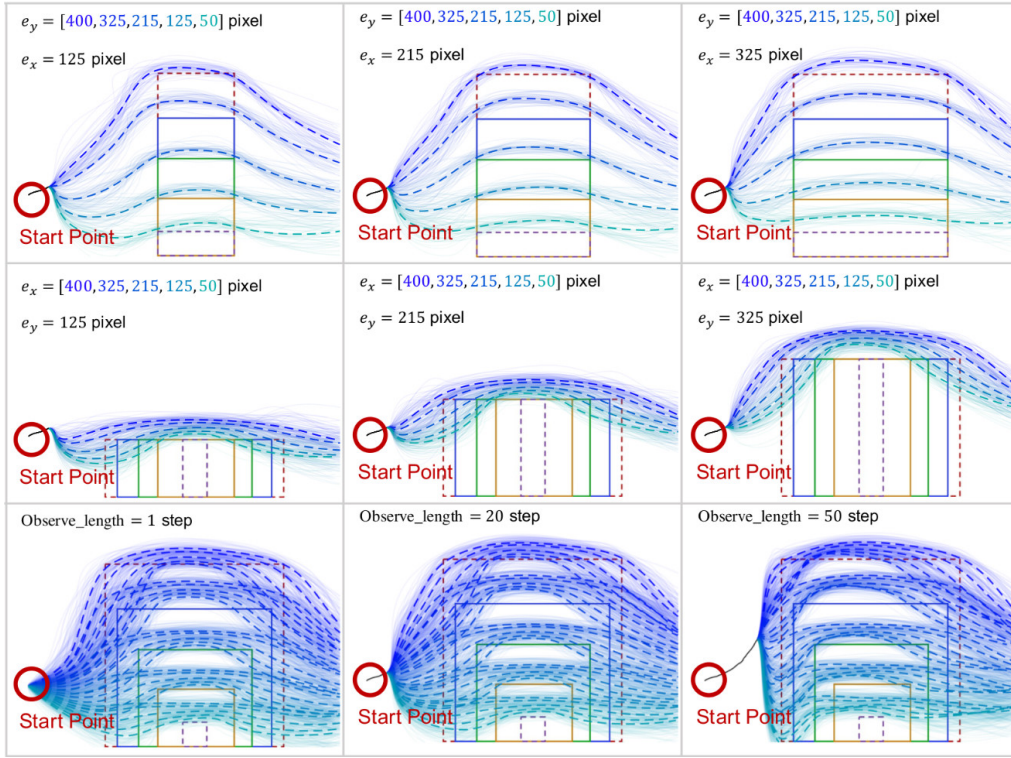 e_y = [400, 325, 215, 125, 50] pixel
e_x = 125 pixel
Start Point
e_y = [400, 325, 215, 125, 50] pixel
e_x = 215 pixel
Start Point
e_y = [400, 325, 215, 125, 50] pixel
e_x = 325 pixel
Start Point
e_x = [400, 325, 215, 125, 50] pixel
e_y = 125 pixel
Start Point
e_x = [400, 325, 215, 125, 50] pixel
e_y = 215 pixel
Start Point
e_x = [400, 325, 215, 125, 50] pixel
e_y = 325 pixel
Start Point
Observe_length = 1 step
Start Point
Observe_length = 20 step
Start Point
Observe_length = 50 step
Start Point